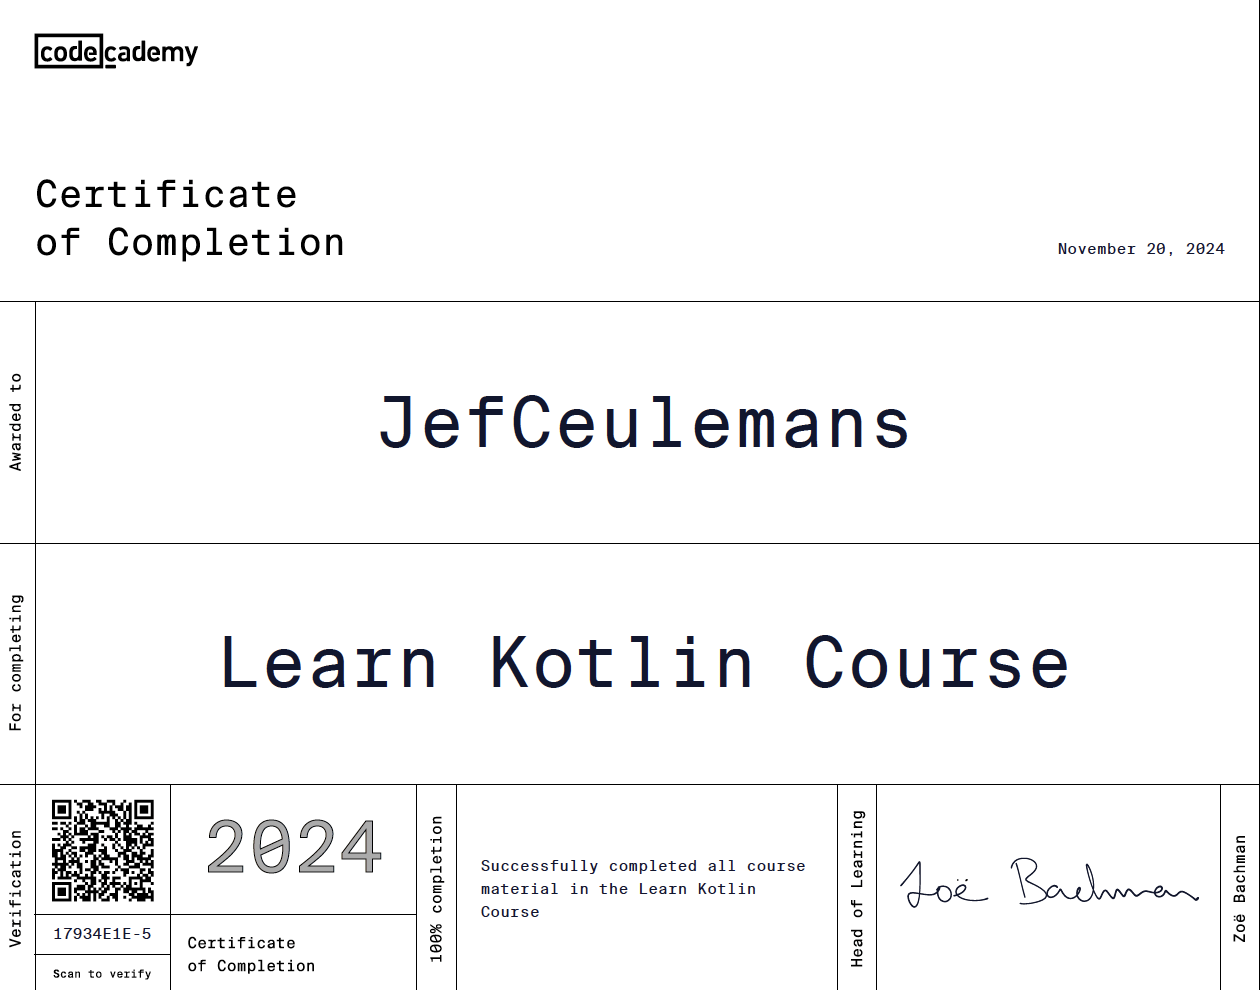 codecademy
Certificate
of Completion
November 20, 2024
Awarded to
JefCeulemans
For completing
Learn Kotlin Course
Verification
17934E1E-5
Scan to verify
2024
Certificate
of Completion
100% completion
Successfully completed all course
material in the Learn Kotlin
Course
Head of Learning
Zoë Bachman
Zoë Bachman